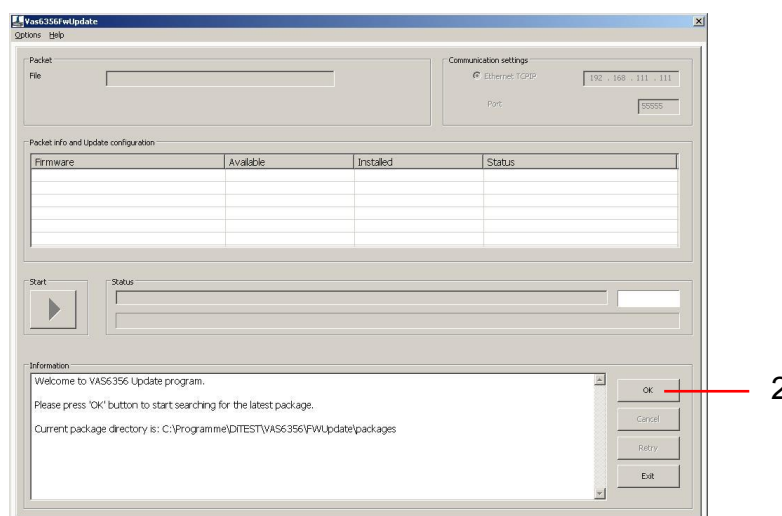 Vas6356FwUpdate
Options Help
Packet
File
Communication settings
Ethernet TCPIP
192 . 168 . 111 . 111
Port
55555
Packet info and Update configuration
Firmware Available Installed Status
Start
Status
Information
Welcome to VAS6356 Update program.
Please press 'OK' button to start searching for the latest package.
Current package directory is: C:\Programme\DiTEST\VAS6356\FWUpdate\packages
OK
Cancel
Retry
Exit
2